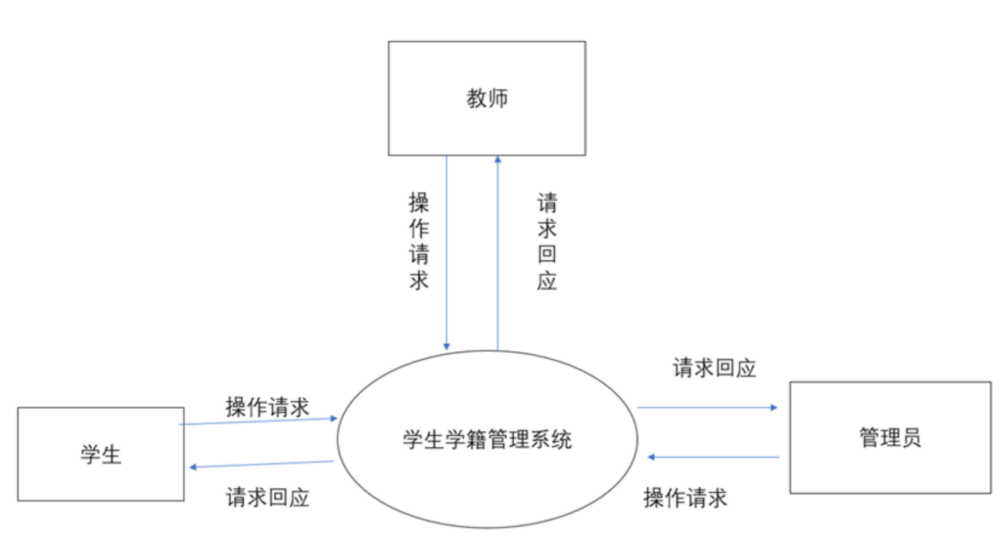 教师
操作请求
请求回应
请求回应
操作请求
学生学籍管理系统
管理员
学生
请求回应
操作请求